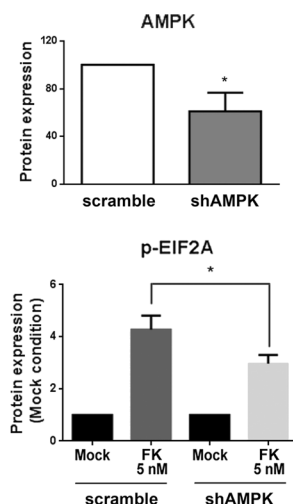 AMPK
Protein expression
120
80
40
0
*
scramble
shAMPK
p-EIF2A
Protein expression
(Mock condition)
6
4
2
0
*
Mock
FK
5 nM
Mock
FK
5 nM
scramble
shAMPK